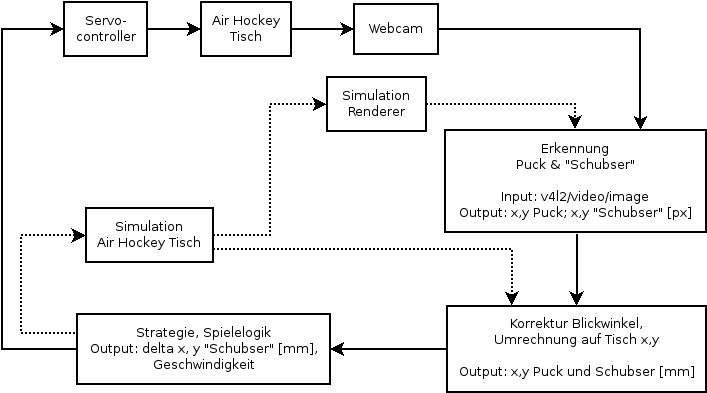 Servo-
controller
Air Hockey
Tisch
Webcam
Simulation
Renderer
Erkennung
Puck & "Schubser"
Input: v4l2/video/image
Output: x,y Puck; x,y "Schubser" [px]
Simulation
Air Hockey Tisch
Korrektur Blickwinkel,
Umrechnung auf Tisch x,y
Output: x,y Puck und Schubser [mm]
Strategie, Spielelogik
Output: delta x, y "Schubser" [mm],
Geschwindigkeit